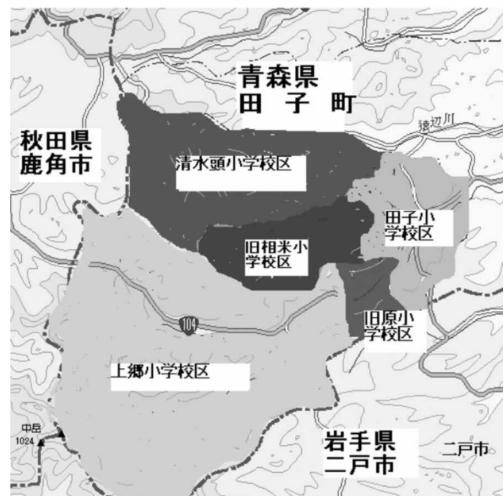 青森県
田子町
秋田県
鹿角市
清水頭小学校区
田子小
学校区
旧相米小
学校区
旧原小
学校区
104
上郷小学校区
中岳
1024
岩手県
二戸市
二戸市